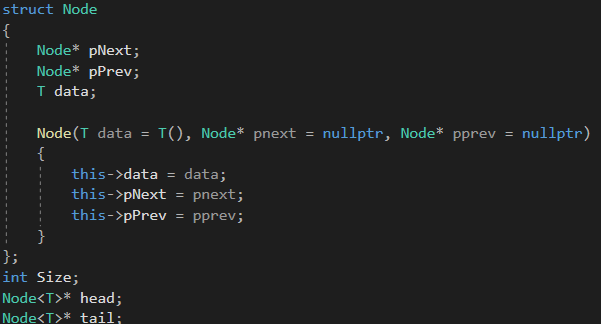 struct Node
{
Node* pNext;
Node* pPrev;
T data;
Node(T data = T(), Node* pnext = nullptr, Node* pprev = nullptr)
{
this->data = data;
this->pNext = pnext;
this->pPrev = pprev;
}
};
int Size;
Node<T>* head;
Node<T>* tail;